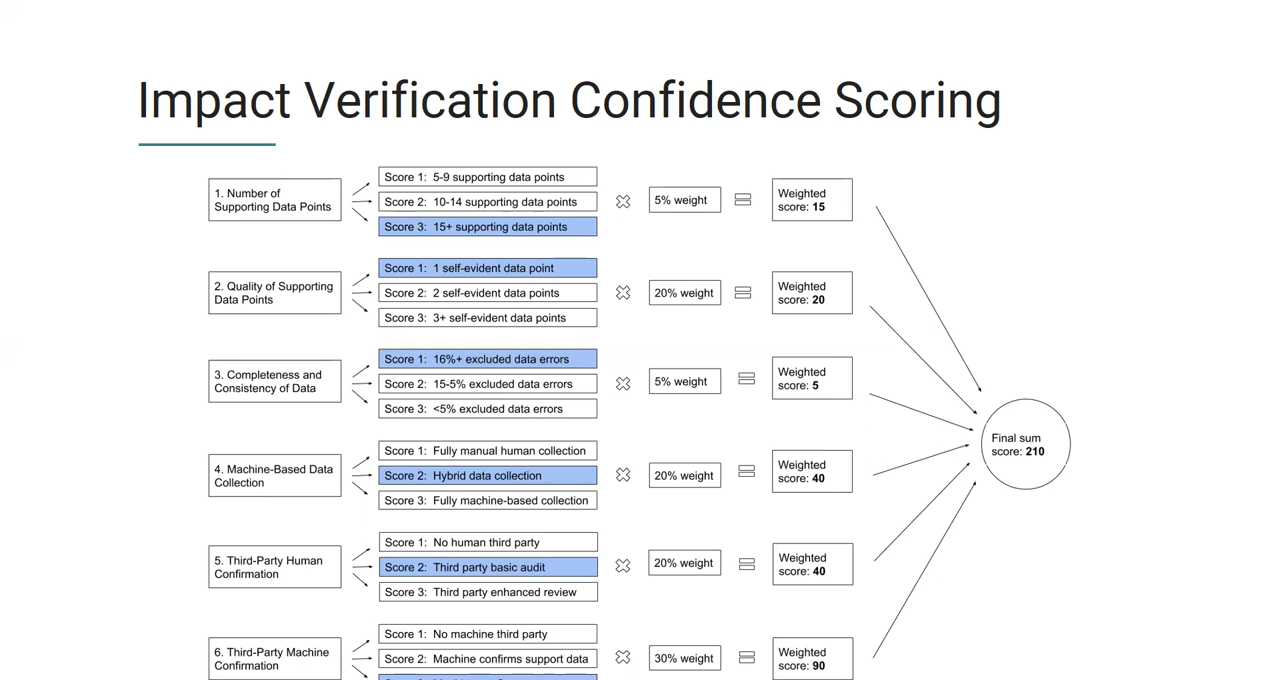 Impact Verification Confidence Scoring
1. Number of
Supporting Data Points
Score 1: 5-9 supporting data points
Score 2: 10-14 supporting data points
Score 3: 15+ supporting data points
5% weight
Weighted
score: 15
2. Quality of Supporting
Data Points
Score 1: 1 self-evident data point
Score 2: 2 self-evident data points
Score 3: 3+ self-evident data points
20% weight
Weighted
score: 20
3. Completeness and
Consistency of Data
Score 1: 16%+ excluded data errors
Score 2: 15-5% excluded data errors
Score 3: <5% excluded data errors
5% weight
Weighted
score: 5
4. Machine-Based Data
Collection
Score 1: Fully manual human collection
Score 2: Hybrid data collection
Score 3: Fully machine-based collection
20% weight
Weighted
score: 40
5. Third-Party Human
Confirmation
Score 1: No human third party
Score 2: Third party basic audit
Score 3: Third party enhanced review
20% weight
Weighted
score: 40
6. Third-Party Machine
Confirmation
Score 1: No machine third party
Score 2: Machine confirms support data
30% weight
Weighted
score: 90
Final sum
score: 210